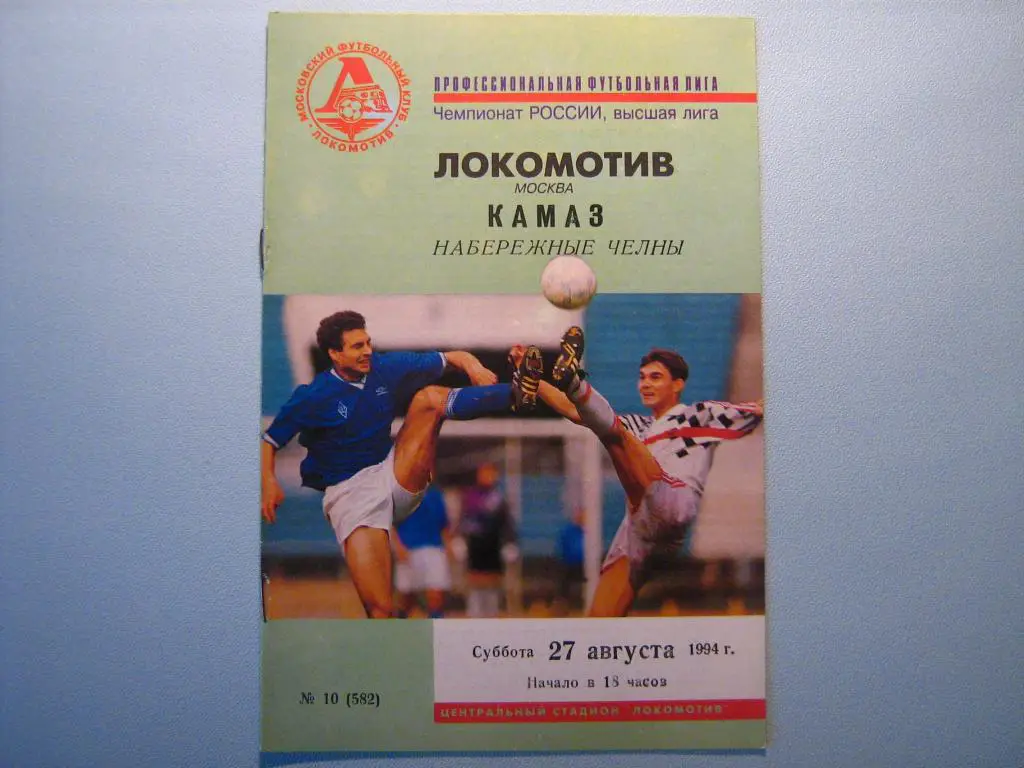 МОСКОВСКИЙ ФУТБОЛЬНЫЙ КЛУБ
· ЛОКОМОТИВ ·
ПРОФЕССИОНАЛЬНАЯ ФУТБОЛЬНАЯ ЛИГА
Чемпионат РОССИИ, высшая лига
ЛОКОМОТИВ
МОСКВА
КАМАЗ
НАБЕРЕЖНЫЕ ЧЕЛНЫ
Суббота 27 августа 1994 г.
Начало в 18 часов
№ 10 (582)
ЦЕНТРАЛЬНЫЙ СТАДИОН "ЛОКОМОТИВ"